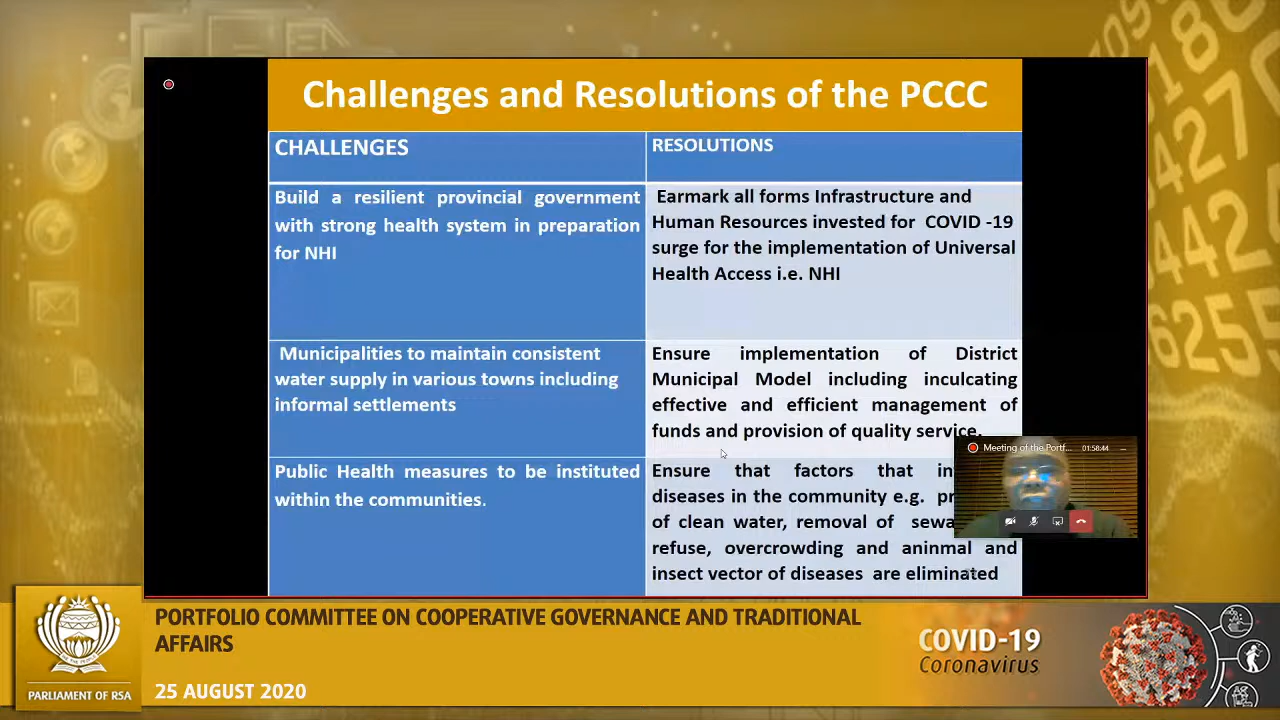 Challenges and Resolutions of the PCCC
CHALLENGES
RESOLUTIONS
Build a resilient provincial government
with strong health system in preparation
for NHI
Earmark all forms Infrastructure and
Human Resources invested for COVID -19
surge for the implementation of Universal
Health Access i.e. NHI
Municipalities to maintain consistent
water supply in various towns including
informal settlements
Ensure implementation of District
Municipal Model including inculcating
effective and efficient management of
funds and provision of quality service.
Public Health measures to be instituted
within the communities.
Ensure that factors that
diseases in the community e.g.
of clean water, removal of
refuse, overcrowding and aninmal and
insect vector of diseases are eliminated
Meeting of the Portf... 01:58:44
PORTFOLIO COMMITTEE ON COOPERATIVE GOVERNANCE AND TRADITIONAL
AFFAIRS
25 AUGUST 2020
PARLIAMENT OF RSA
COVID-19
Coronavirus